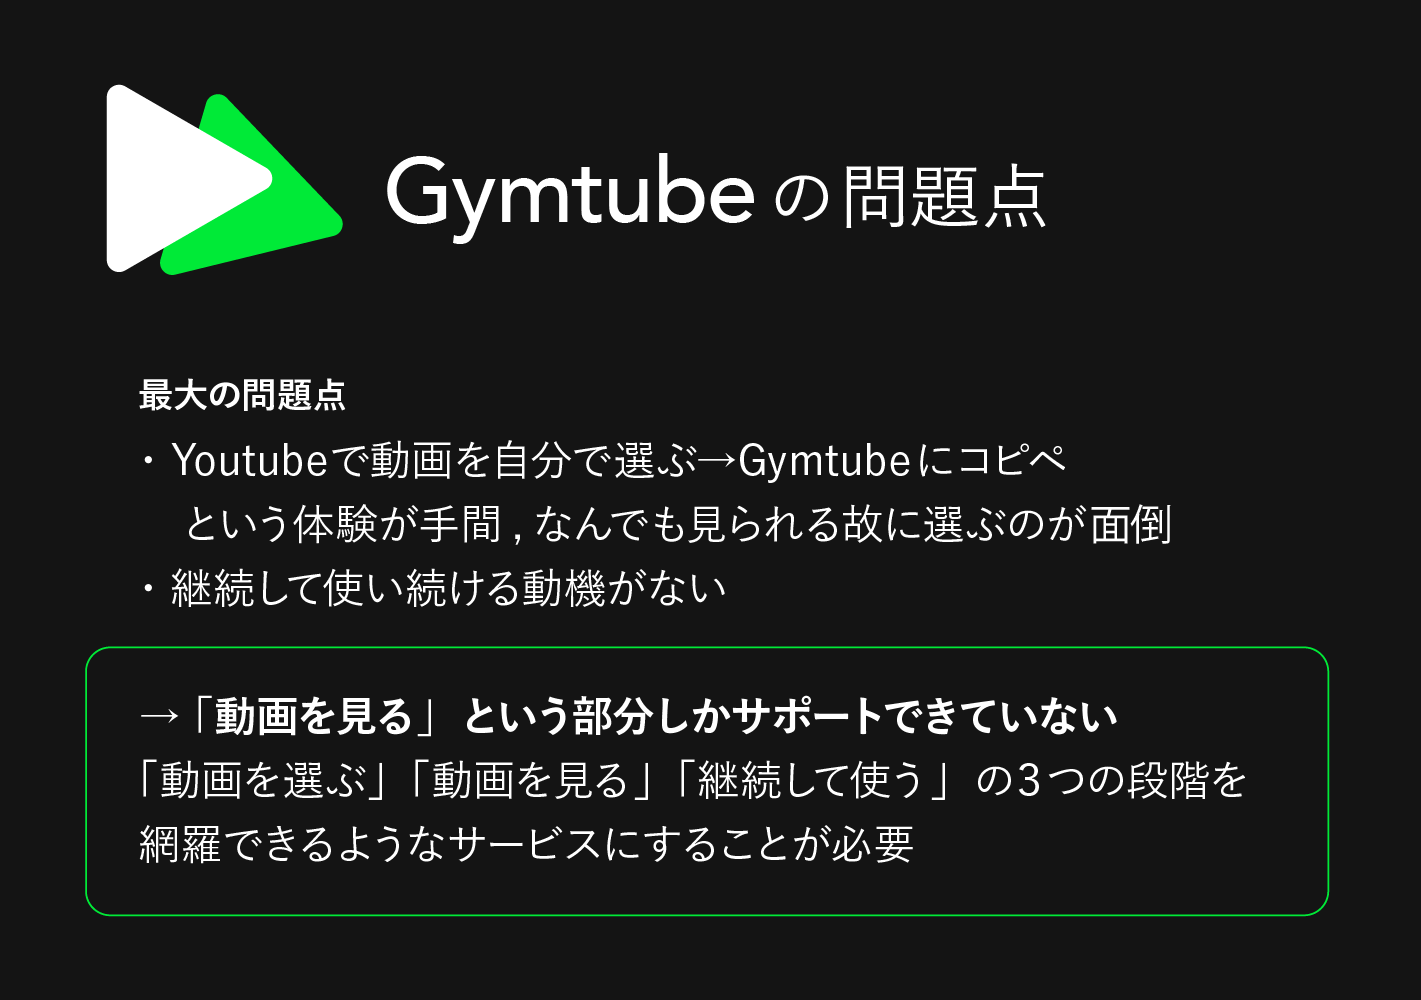 Gymtubeの問題点
最大の問題点
・Youtubeで動画を自分で選ぶ→Gymtubeにコピペ
という体験が手間,なんでも見られる故に選ぶのが面倒
・継続して使い続ける動機がない
→「動画を見る」という部分しかサポートできていない
「動画を選ぶ」「動画を見る」「継続して使う」の3つの段階を
網羅できるようなサービスにすることが必要